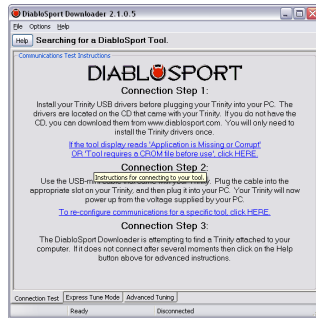 DiabloSport Downloader 2.1.0.5
File Options Help
Help Searching for a DiabloSport Tool.
Communications Test Instructions
DIABLOSPORT
Connection Step 1:
Install your Trinity USB drivers before plugging your Trinity into your PC. The
drivers are located on the CD that came with your Trinity. If you do not have the
CD, you can download them from www.diablosport.com. You will only need to
install the Trinity drivers once.
If the tool display reads 'Application is Missing or Corrupt'
OR 'Tool requires a CROM file before use', click HERE.
Connection Step 2:
Instructions for connecting to your tool.
Use the USB Trinity. Plug the cable into the
appropriate slot on your Trinity, and then plug it into your PC. Your Trinity will now
power up from the voltage supplied by your PC.
To re-configure communications for a specific tool, click HERE.
Connection Step 3:
The DiabloSport Downloader is attempting to find a Trinity attached to your
computer. If it does not connect after several moments then click on the Help
button above for advanced instructions.
Connection Test Express Tune Mode Advanced Tuning
Ready Disconnected